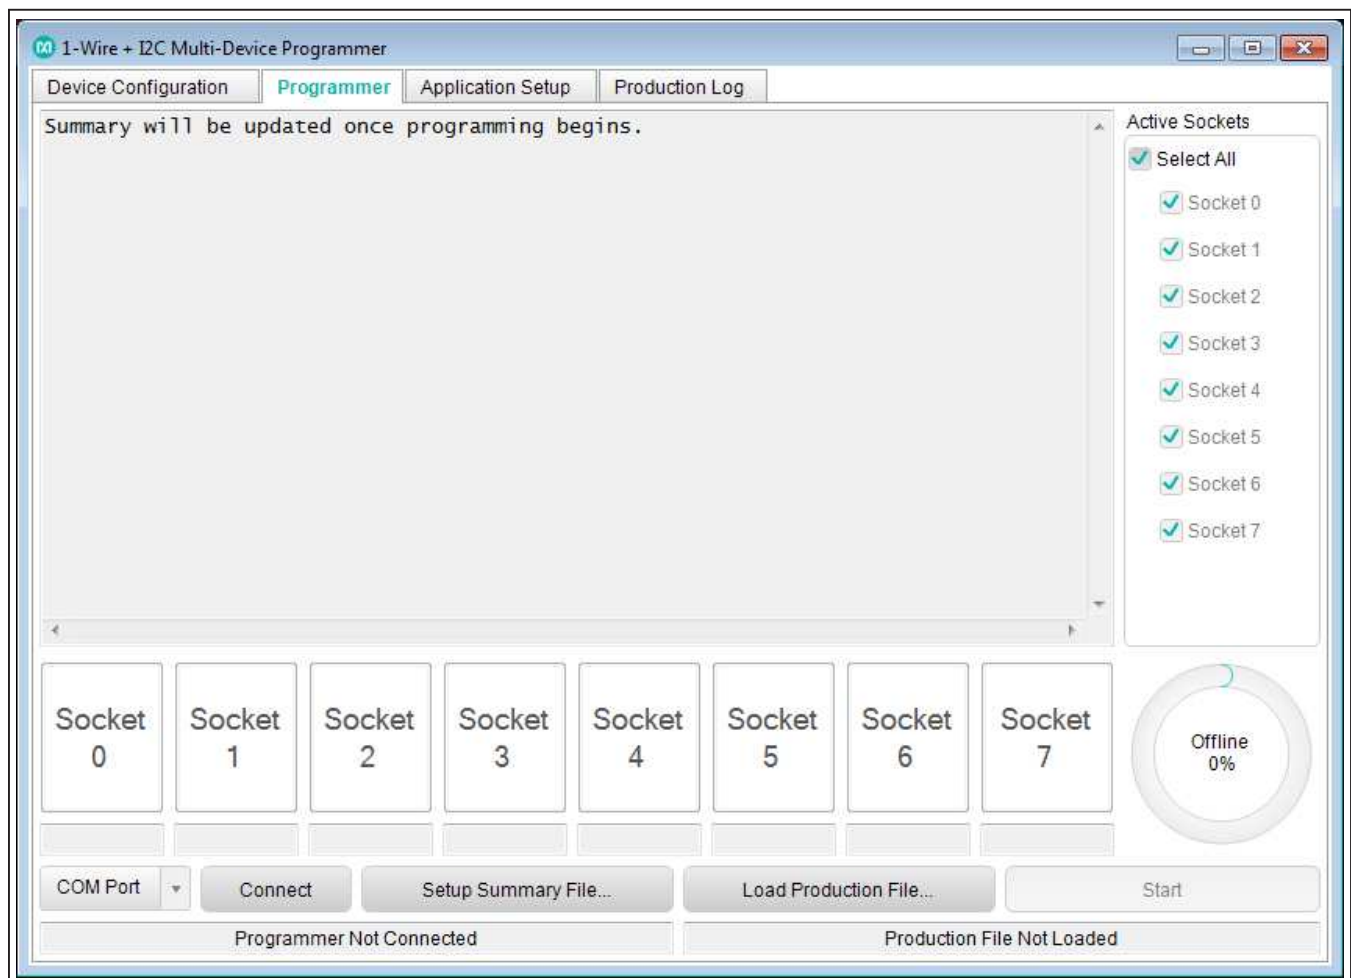 1-Wire + I2C Multi-Device Programmer
Device Configuration
Programmer
Application Setup
Production Log
Summary will be updated once programming begins.
Active Sockets
Select All
Socket 0
Socket 1
Socket 2
Socket 3
Socket 4
Socket 5
Socket 6
Socket 7
Socket
0
Socket
1
Socket
2
Socket
3
Socket
4
Socket
5
Socket
6
Socket
7
Offline
0%
COM Port
Connect
Setup Summary File...
Load Production File...
Start
Programmer Not Connected
Production File Not Loaded